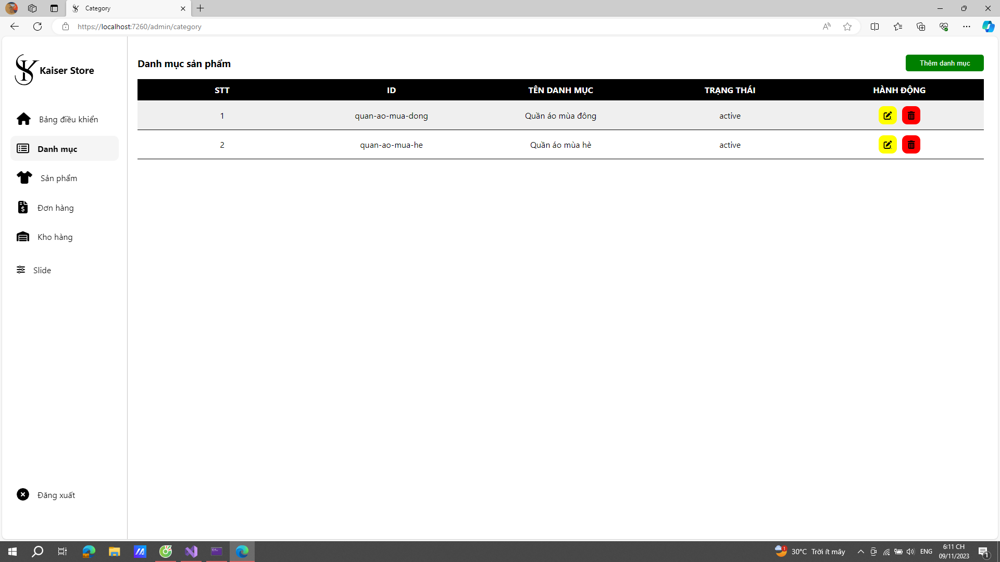 Category
https://localhost:7260/admin/category
Kaiser Store
Bảng điều khiển
Danh mục
Sản phẩm
Đơn hàng
Kho hàng
Slide
Đăng xuất
Danh mục sản phẩm
Thêm danh mục
STT ID TÊN DANH MỤC TRẠNG THÁI HÀNH ĐỘNG
1 quan-ao-mua-dong Quần áo mùa đông active
2 quan-ao-mua-he Quần áo mùa hè active
1 30°C Trời ít mây ENG 6:11 CH
09/11/2023 1